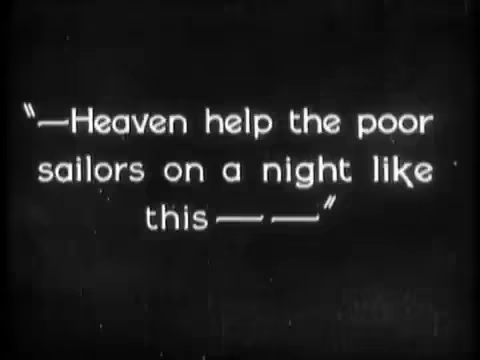 "—Heaven help the poor
sailors on a night like
this— —"